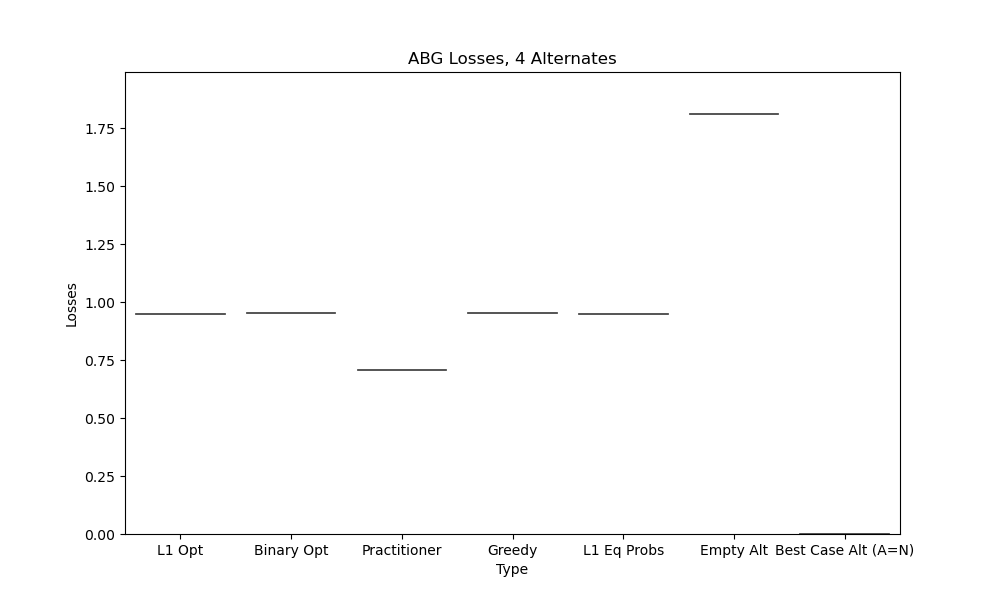 ABG Losses, 4 Alternates
Losses
1.75
1.50
1.25
1.00
0.75
0.50
0.25
0.00
L1 Opt
Binary Opt
Practitioner
Greedy
L1 Eq Probs
Empty Alt
Best Case Alt (A=N)
Type